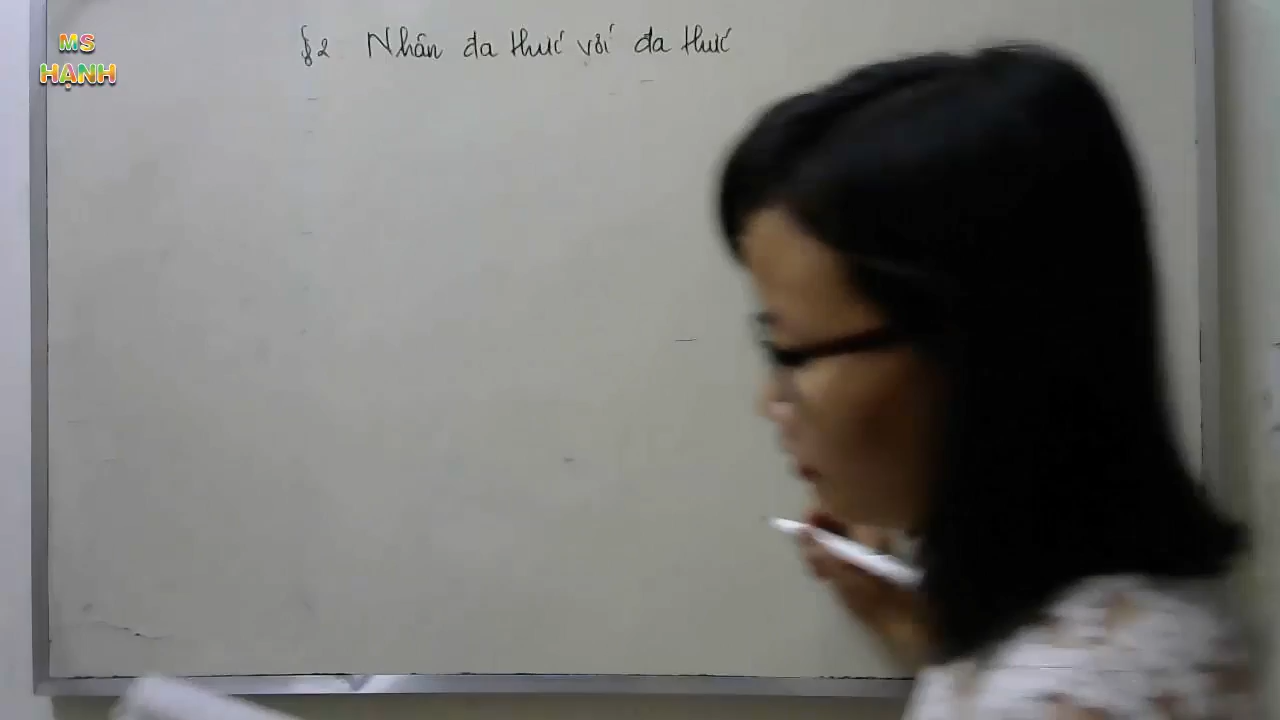 MS
HẠNH
§2 Nhân đa thức với đa thức